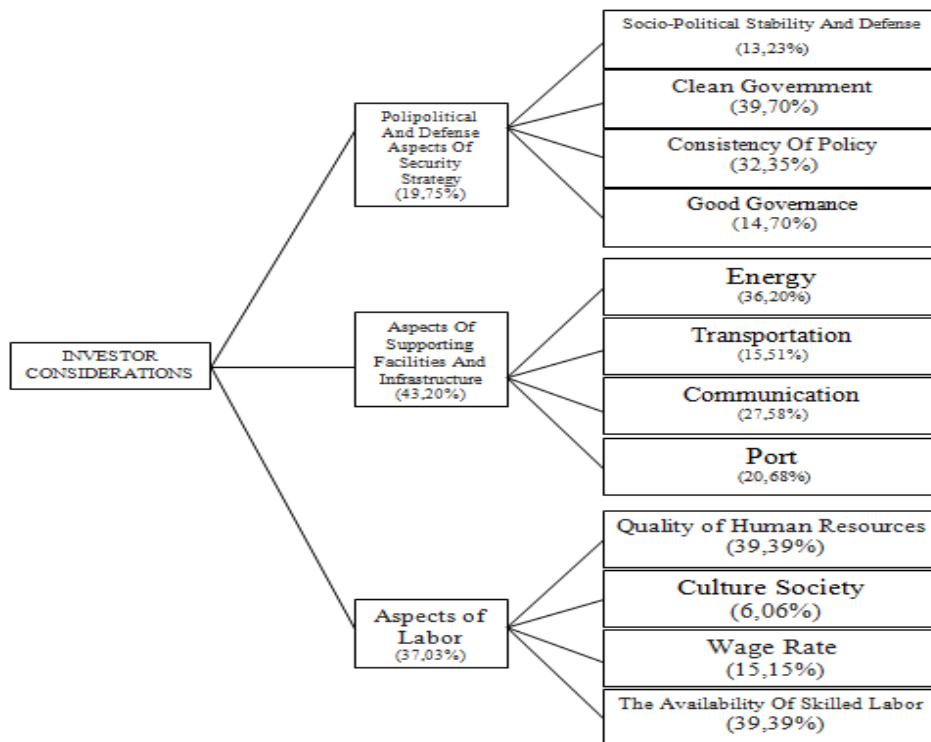 INVESTOR
CONSIDERATIONS
Polipolitical
And Defense
Aspects Of
Security
Strategy
(19,75%)
Socio-Political Stability And Defense
(13,23%)
Clean Government
(39,70%)
Consistency Of Policy
(32,35%)
Good Governance
(14,70%)
Aspects Of
Supporting
Facilities And
Infrastructure
(43,20%)
Energy
(36,20%)
Transportation
(15,51%)
Communication
(27,58%)
Port
(20,68%)
Aspects of
Labor
(37,03%)
Quality of Human Resources
(39,39%)
Culture Society
(6,06%)
Wage Rate
(15,15%)
The Availability Of Skilled Labor
(39,39%)